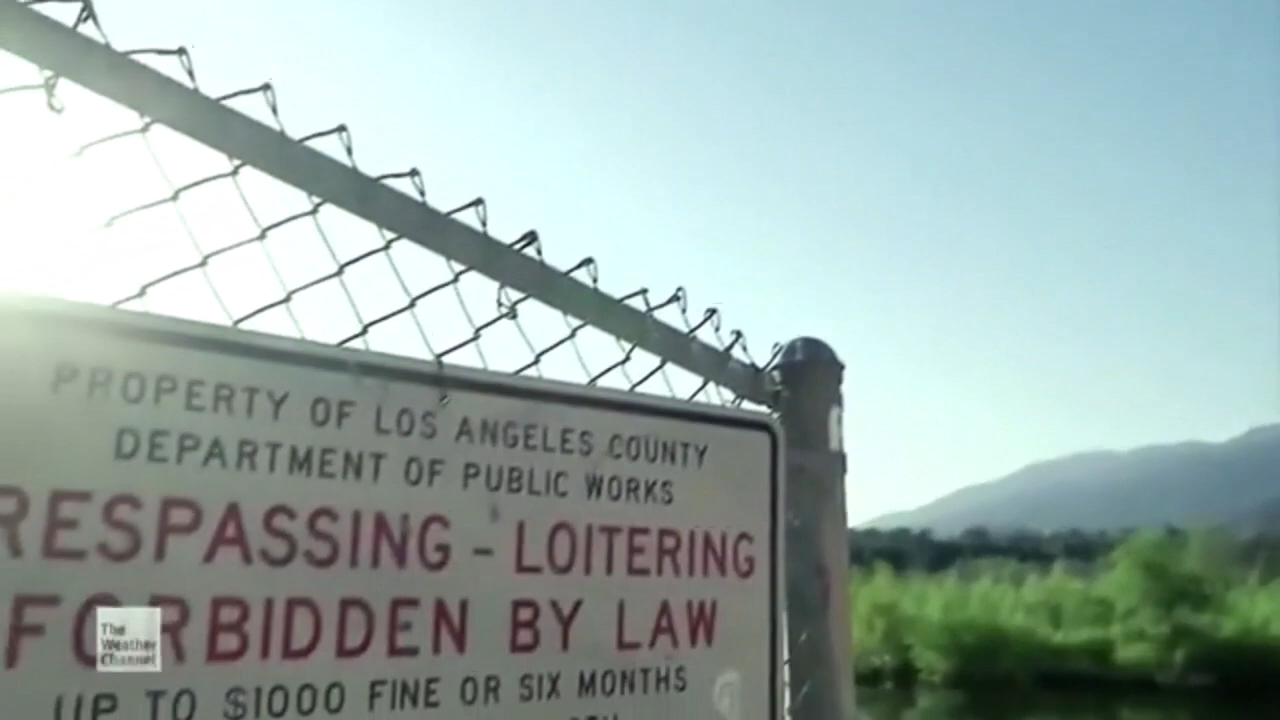 PROPERTY OF LOS ANGELES COUNTY
DEPARTMENT OF PUBLIC WORKS
RESPASSING - LOITERING
FORBIDDEN BY LAW
The
Weather
Channel
UP TO $1000 FINE OR SIX MONTHS